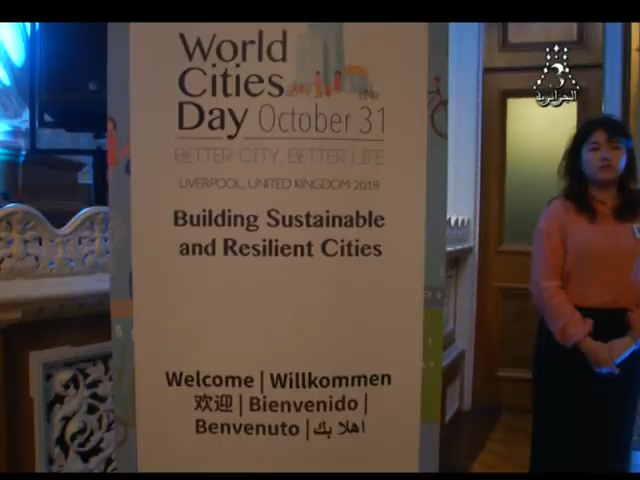 World
Cities
Day October 31
BETTER CITY, BETTER LIFE
LIVERPOOL, UNITED KINGDOM 2018
Building Sustainable
and Resilient Cities
Welcome | Willkommen
欢迎 | Bienvenido |
Benvenuto | اهلا بك
الجزائرية